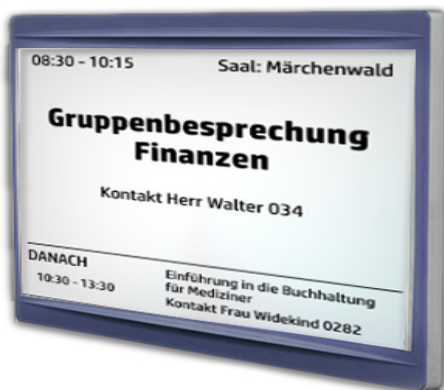 08:30 - 10:15
Saal: Märchenwald
Gruppenbesprechung
Finanzen
Kontakt Herr Walter 034
DANACH
10:30 - 13:30
Einführung in die Buchhaltung
für Mediziner
Kontakt Frau Widekind 0282